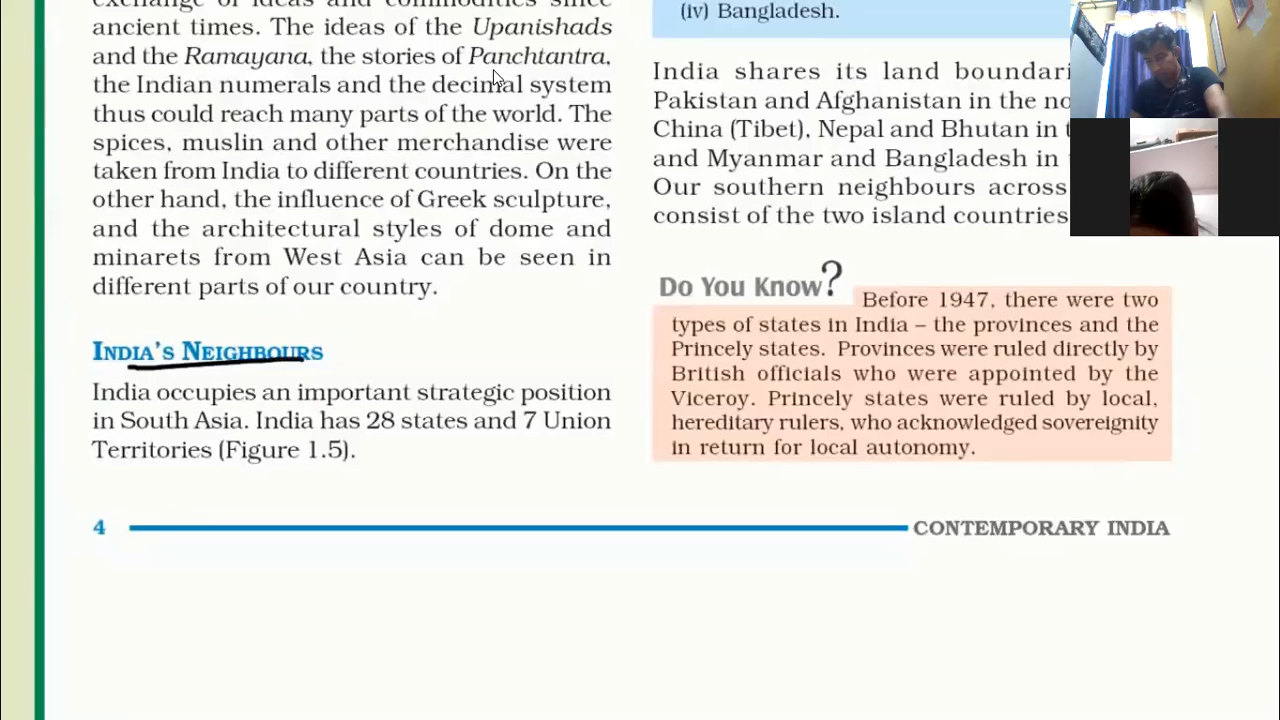 exchange of ideas and commodities since
ancient times. The ideas of the Upanishads
and the Ramayana, the stories of Panchtantra,
the Indian numerals and the decimal system
thus could reach many parts of the world. The
spices, muslin and other merchandise were
taken from India to different countries. On the
other hand, the influence of Greek sculpture,
and the architectural styles of dome and
minarets from West Asia can be seen in
different parts of our country.
INDIA'S NEIGHBOURS
India occupies an important strategic position
in South Asia. India has 28 states and 7 Union
Territories (Figure 1.5).
(iv) Bangladesh.
India shares its land
Pakistan and Afghanistan in the
China (Tibet), Nepal and Bhutan in
and Myanmar and Bangladesh in
Our southern neighbours across
consist of the two island countries
Do You Know?
Before 1947, there were two
types of states in India – the provinces and the
Princely states. Provinces were ruled directly by
British officials who were appointed by the
Viceroy. Princely states were ruled by local,
hereditary rulers, who acknowledged sovereignity
in return for local autonomy.
4
CONTEMPORARY INDIA